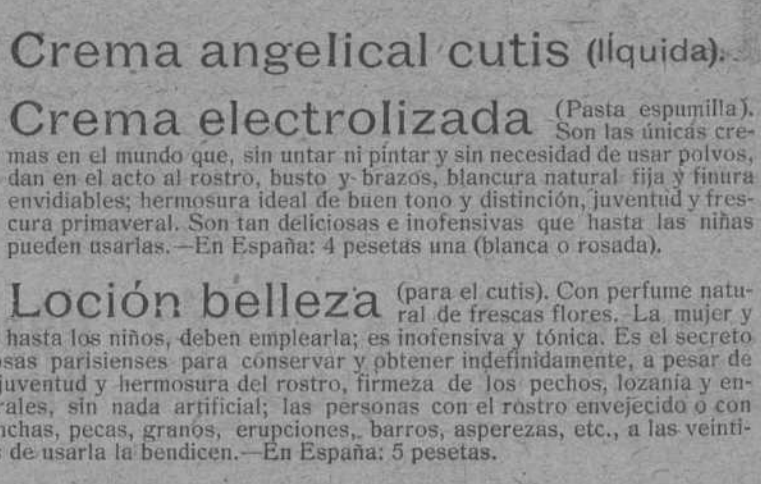 Crema angelical cutis (líquida).
Crema electrolizada (Pasta espumilla).
Son las únicas cre-
mas en el mundo que, sin untar ni pintar y sin necesidad de usar polvos,
dan en el acto al rostro, busto y brazos, blancura natural fija y finura
envidiables; hermosura ideal de buen tono y distinción, juventud y fres-
cura primaveral. Son tan deliciosas e inofensivas que hasta las niñas
pueden usarlas.—En España: 4 pesetas una (blanca o rosada).
Loción belleza (para el cutis). Con perfume natu-
ral de frescas flores. La mujer y
hasta los niños, deben emplearla; es inofensiva y tónica. Es el secreto
osas parisienses para conservar y obtener indefinidamente, a pesar de
juventud y hermosura del rostro, firmeza de los pechos, lozanía y en-
rales, sin nada artificial; las personas con el rostro envejecido o con
nchas, pecas, granos, erupciones, barros, asperezas, etc., a las veinti-
de usarla la bendicen.—En España: 5 pesetas.